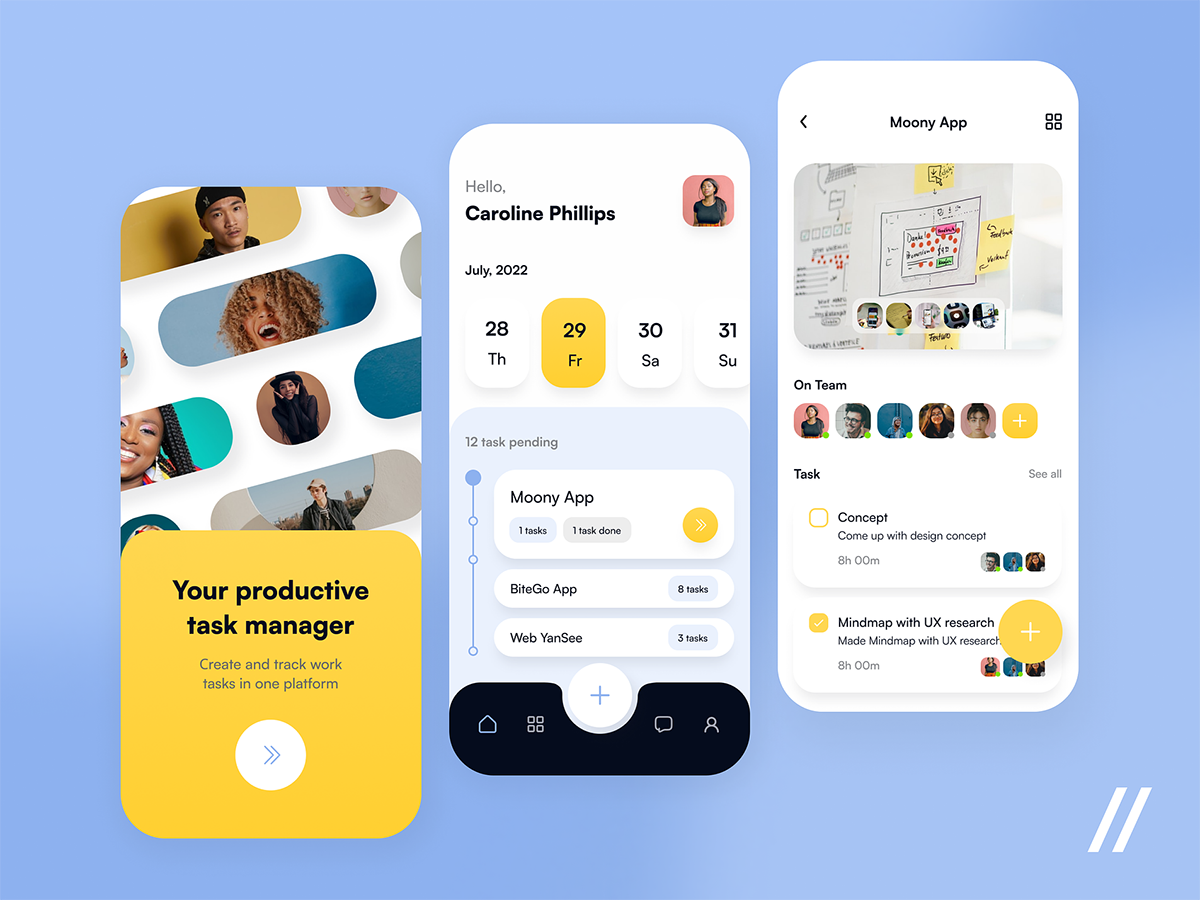 Your productive
task manager
Create and track work
tasks in one platform
Hello,
Caroline Phillips
July, 2022
28
Th
29
Fr
30
Sa
31
Su
12 task pending
Moony App
1 tasks
1 task done
BiteGo App
8 tasks
Web YanSee
3 tasks
Moony App
Feedback
On Team
Task
See all
Concept
Come up with design concept
8h 00m
Mindmap with UX research
Made Mindmap with UX research
8h 00m